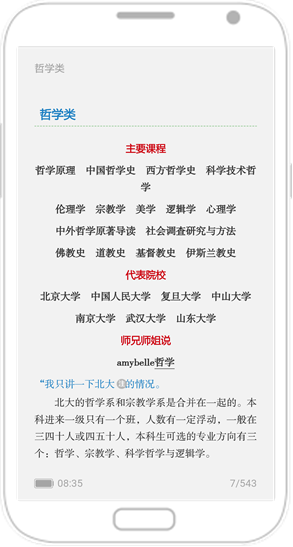 哲学类
哲学类
主要课程
哲学原理 中国哲学史 西方哲学史 科学技术哲
学
伦理学 宗教学 美学 逻辑学 心理学
中外哲学原著导读 社会调查研究与方法
佛教史 道教史 基督教史 伊斯兰教史
代表院校
北京大学 中国人民大学 复旦大学 中山大学
南京大学 武汉大学 山东大学
师兄师姐说
amybelle哲学
“我只讲一下北大的情况。
北大的哲学系和宗教学系是合并在一起的。本
科进来一级只有一个班，人数有一定浮动，一般在
三四十人或四五十人，本科生可选的专业方向有三
个：哲学、宗教学、科学哲学与逻辑学。
08:35 7/543